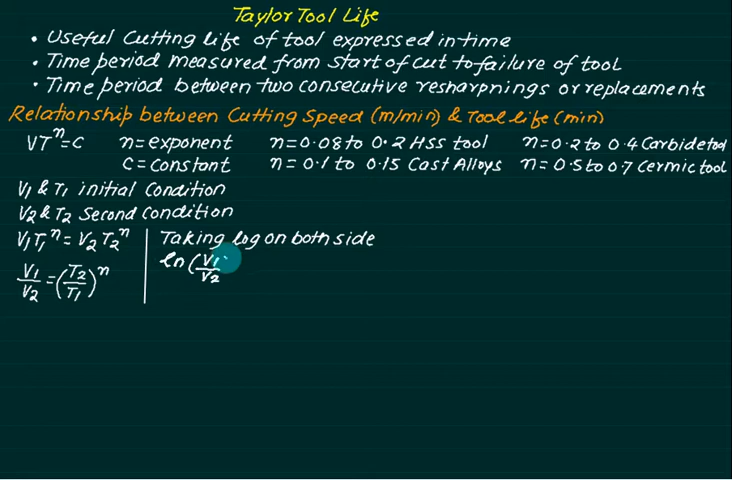 Taylor Tool Life
• Useful Cutting life of tool expressed in time
• Time period measured from start of cut to failure of tool
• Time period between two consecutive resharpnings or replacements
Relationship between Cutting Speed (m/min) & Tool life (min)
VTⁿ=C n=exponent n=0.08 to 0.2 HSS tool n=0.2 to 0.4 Carbide tool
C=constant n=0.1 to 0.15 Cast Alloys n=0.5 to 0.7 Cermic tool
V₁ & T₁ initial Condition
V₂ & T₂ Second Condition
V₁T₁ⁿ = V₂T₂ⁿ Taking log on both side
V₁/V₂ = (T₂/T₁)ⁿ ln (V₁/V₂